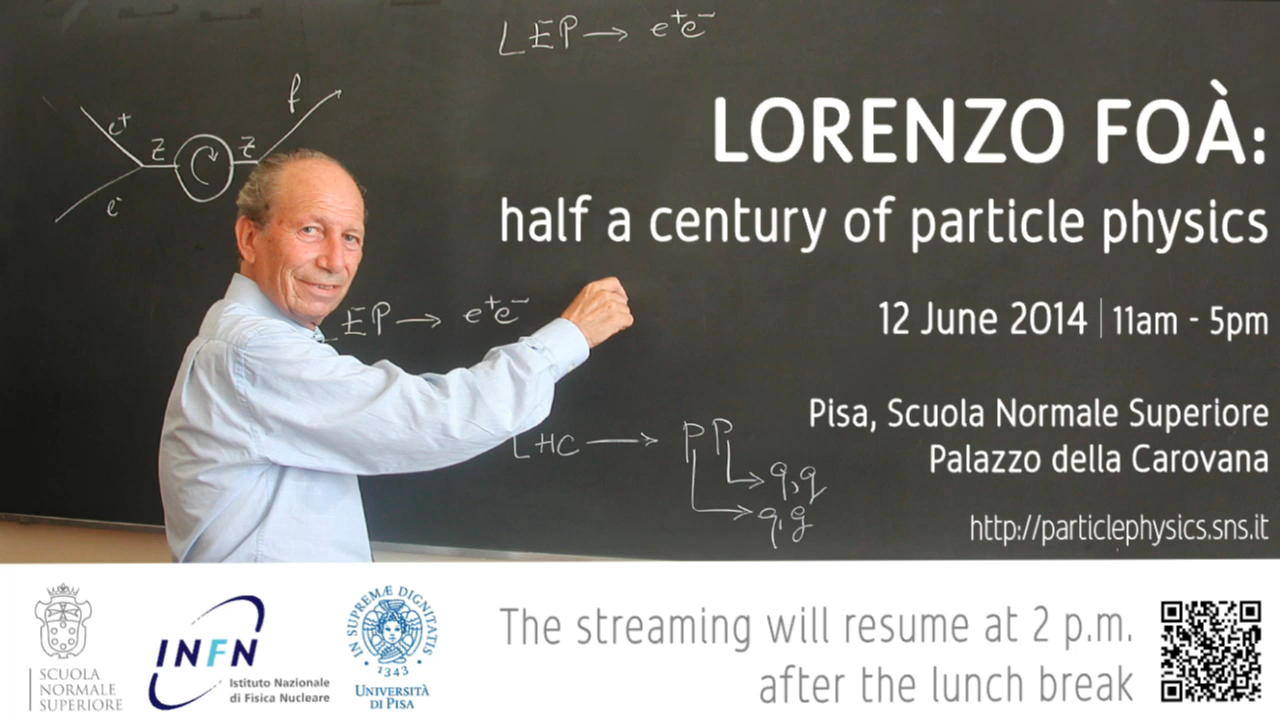 LEP → e⁺e⁻
f
e⁺
Z
Z
e⁻
LORENZO FOÀ:
half a century of particle physics
EP → e⁺e⁻
12 June 2014 | 11am - 5pm
Pisa, Scuola Normale Superiore
Palazzo della Carovana
LHC → PP
→ q,g
→ q,g
http://particlephysics.sns.it
SCUOLA
NORMALE
SUPERIORE
INFN
Istituto Nazionale
di Fisica Nucleare
IN SUPREMÆ DIGNITATIS
· 1343 ·
UNIVERSITÀ
DI PISA
The streaming will resume at 2 p.m.
after the lunch break